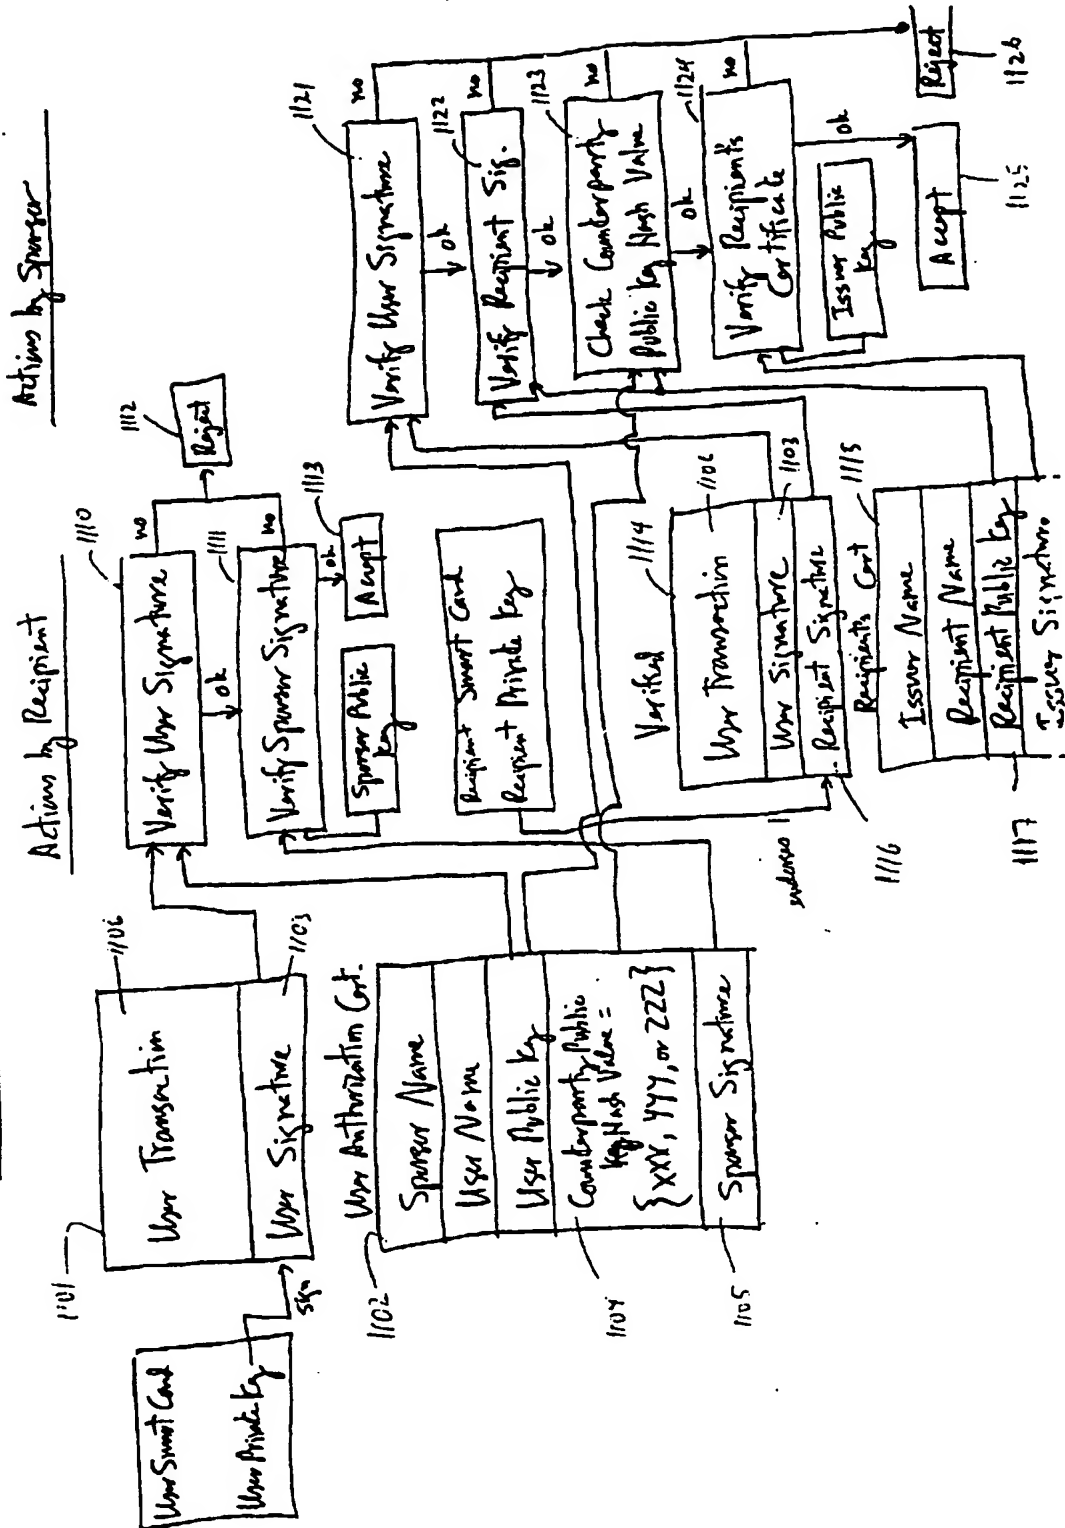 Actions by Recipient
Actions by Sponsor
User Smart Card
User Private Key
sign
1101
1106
User Transaction
User Signature
1103
User Authorization Cert.
1102
Sponsor Name
User Name
User Public Key
Counterparty Public
Key Hash Value =
{XXX, YYY, or ZZZ}
1104
Sponsor Signature
1105
1110
Verify User Signature
no
ok
1111
Verify Sponsor Signature
no
ok
1112
Reject
1113
Accept
Sponsor Public
Key
Recipient Smart Card
Recipient Private Key
Verified
1114
User Transaction
1106
User Signature
1103
Recipient Signature
endorses
1116
Recipients Cert
1115
Issuer Name
Recipient Name
Recipient Public Key
1117
Issuer Signature
1121
Verify User Signature
no
ok
1122
Verify Recipient Sig.
no
ok
1123
Check Counterparty
Public Key Hash Value
no
ok
1124
Verify Recipient's
Certificate
no
ok
Issuer Public
Key
Accept
1125
Reject
1126